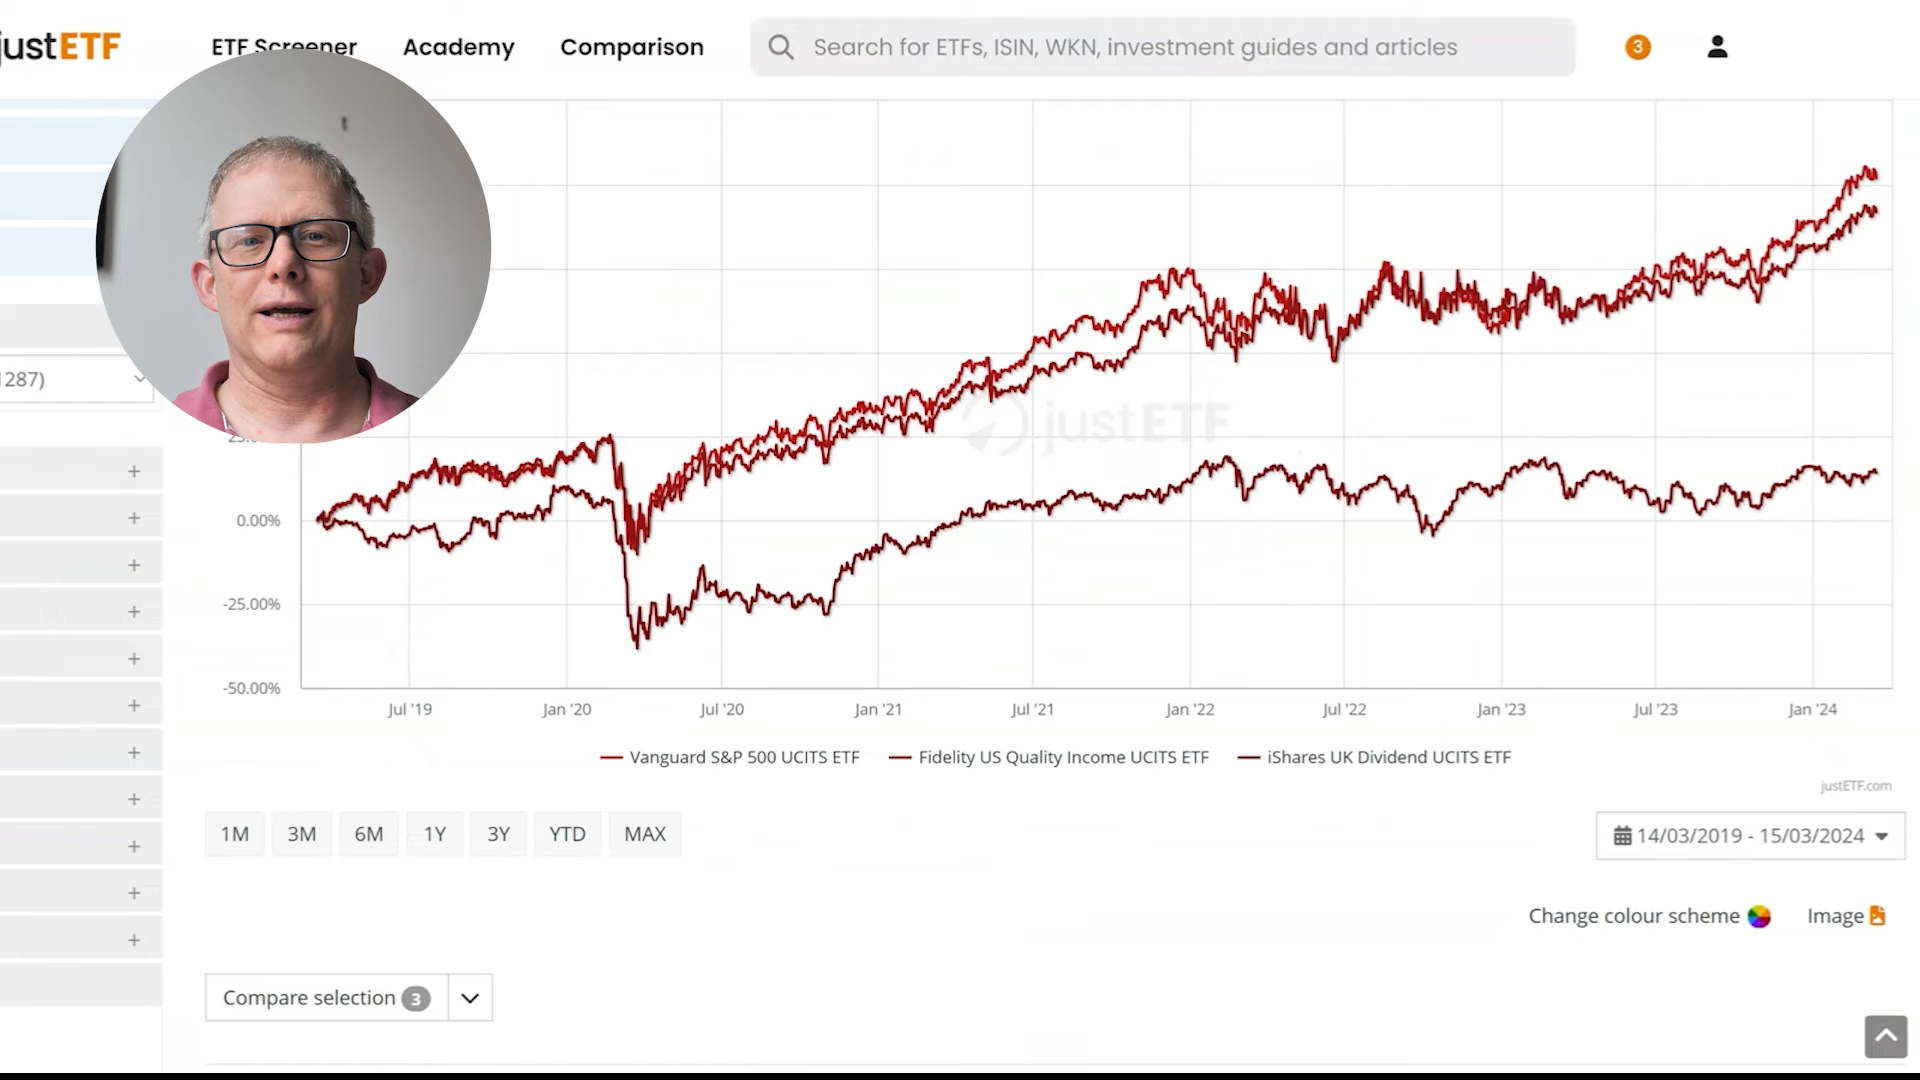 justETF
ETF Screener
Academy
Comparison
Search for ETFs, ISIN, WKN, investment guides and articles
3
1287)
justETF
0.00%
-25.00%
-50.00%
Jul '19
Jan '20
Jul '20
Jan '21
Jul '21
Jan '22
Jul '22
Jan '23
Jul '23
Jan '24
Vanguard S&P 500 UCITS ETF
Fidelity US Quality Income UCITS ETF
iShares UK Dividend UCITS ETF
justETF.com
1M
3M
6M
1Y
3Y
YTD
MAX
14/03/2019 - 15/03/2024
Change colour scheme
Image
Compare selection 3